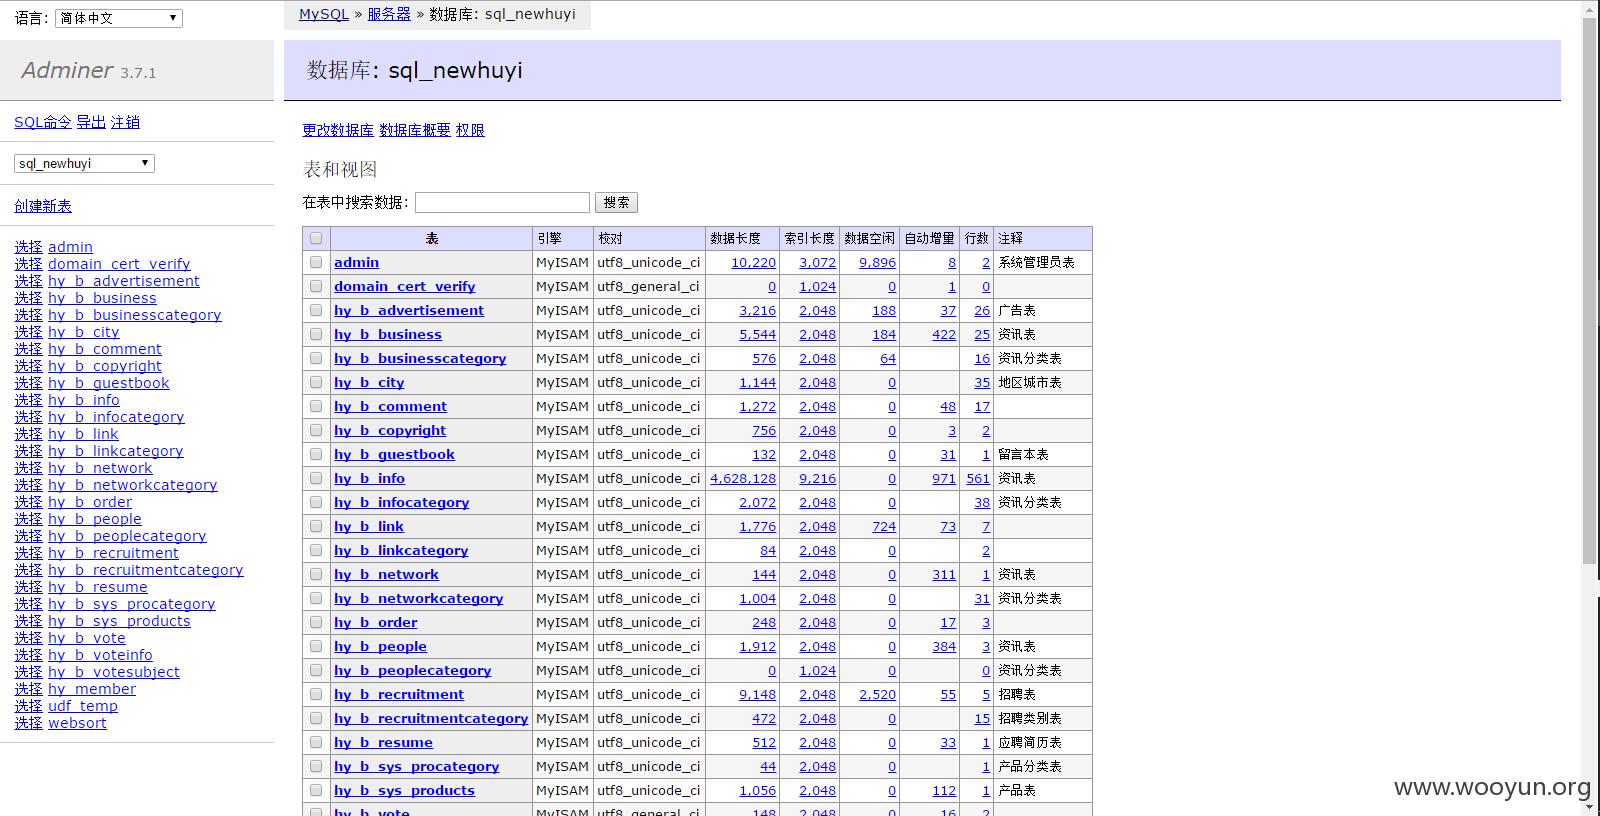 语言: 简体中文
MySQL » 服务器 » 数据库: sql_newhuyi
Adminer 3.7.1
数据库: sql_newhuyi
SQL命令 导出 注销
sql_newhuyi
创建新表
选择 admin
选择 domain_cert_verify
选择 hy_b_advertisement
选择 hy_b_business
选择 hy_b_businesscategory
选择 hy_b_city
选择 hy_b_comment
选择 hy_b_copyright
选择 hy_b_guestbook
选择 hy_b_info
选择 hy_b_infocategory
选择 hy_b_link
选择 hy_b_linkcategory
选择 hy_b_network
选择 hy_b_networkcategory
选择 hy_b_order
选择 hy_b_people
选择 hy_b_peoplecategory
选择 hy_b_recruitment
选择 hy_b_recruitmentcategory
选择 hy_b_resume
选择 hy_b_sys_procategory
选择 hy_b_sys_products
选择 hy_b_vote
选择 hy_b_voteinfo
选择 hy_b_votesubject
选择 hy_member
选择 udf_temp
选择 websort
更改数据库 数据库概要 权限
表和视图
在表中搜索数据: 搜索
表 引擎 校对 数据长度 索引长度 数据空闲 自动增量 行数 注释
admin MyISAM utf8_unicode_ci 10,220 3,072 9,896 8 2 系统管理员表
domain_cert_verify MyISAM utf8_general_ci 0 1,024 0 1 0
hy_b_advertisement MyISAM utf8_unicode_ci 3,216 2,048 188 37 26 广告表
hy_b_business MyISAM utf8_unicode_ci 5,544 2,048 184 422 25 资讯表
hy_b_businesscategory MyISAM utf8_unicode_ci 576 2,048 64 16 资讯分类表
hy_b_city MyISAM utf8_unicode_ci 1,144 2,048 0 35 地区城市表
hy_b_comment MyISAM utf8_unicode_ci 1,272 2,048 0 48 17
hy_b_copyright MyISAM utf8_unicode_ci 756 2,048 0 3 2
hy_b_guestbook MyISAM utf8_unicode_ci 132 2,048 0 31 1 留言本表
hy_b_info MyISAM utf8_unicode_ci 4,628,128 9,216 0 971 561 资讯表
hy_b_infocategory MyISAM utf8_unicode_ci 2,072 2,048 0 38 资讯分类表
hy_b_link MyISAM utf8_unicode_ci 1,776 2,048 724 73 7
hy_b_linkcategory MyISAM utf8_unicode_ci 84 2,048 0 2
hy_b_network MyISAM utf8_unicode_ci 144 2,048 0 311 1 资讯表
hy_b_networkcategory MyISAM utf8_unicode_ci 1,004 2,048 0 31 资讯分类表
hy_b_order MyISAM utf8_unicode_ci 248 2,048 0 17 3
hy_b_people MyISAM utf8_unicode_ci 1,912 2,048 0 384 3 资讯表
hy_b_peoplecategory MyISAM utf8_unicode_ci 0 1,024 0 0 资讯分类表
hy_b_recruitment MyISAM utf8_unicode_ci 9,148 2,048 2,520 55 5 招聘表
hy_b_recruitmentcategory MyISAM utf8_unicode_ci 472 2,048 0 15 招聘类别表
hy_b_resume MyISAM utf8_unicode_ci 512 2,048 0 33 1 应聘简历表
hy_b_sys_procategory MyISAM utf8_unicode_ci 44 2,048 0 1 产品分类表
hy_b_sys_products MyISAM utf8_unicode_ci 1,056 2,048 0 112 1 产品表
hy_b_vote MyISAM utf8_general_ci 148 2,048 0 16 2
www.wooyun.org